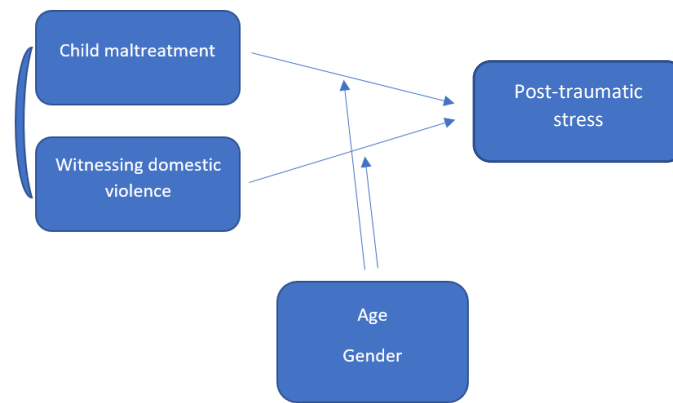 Child maltreatment
Post-traumatic
stress
Witnessing domestic
violence
Age
Gender